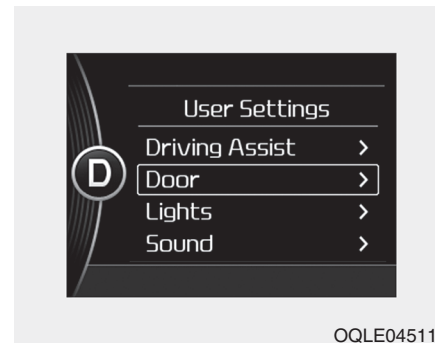 User Settings
Driving Assist >
D
Door >
Lights >
Sound >
OQLE04511